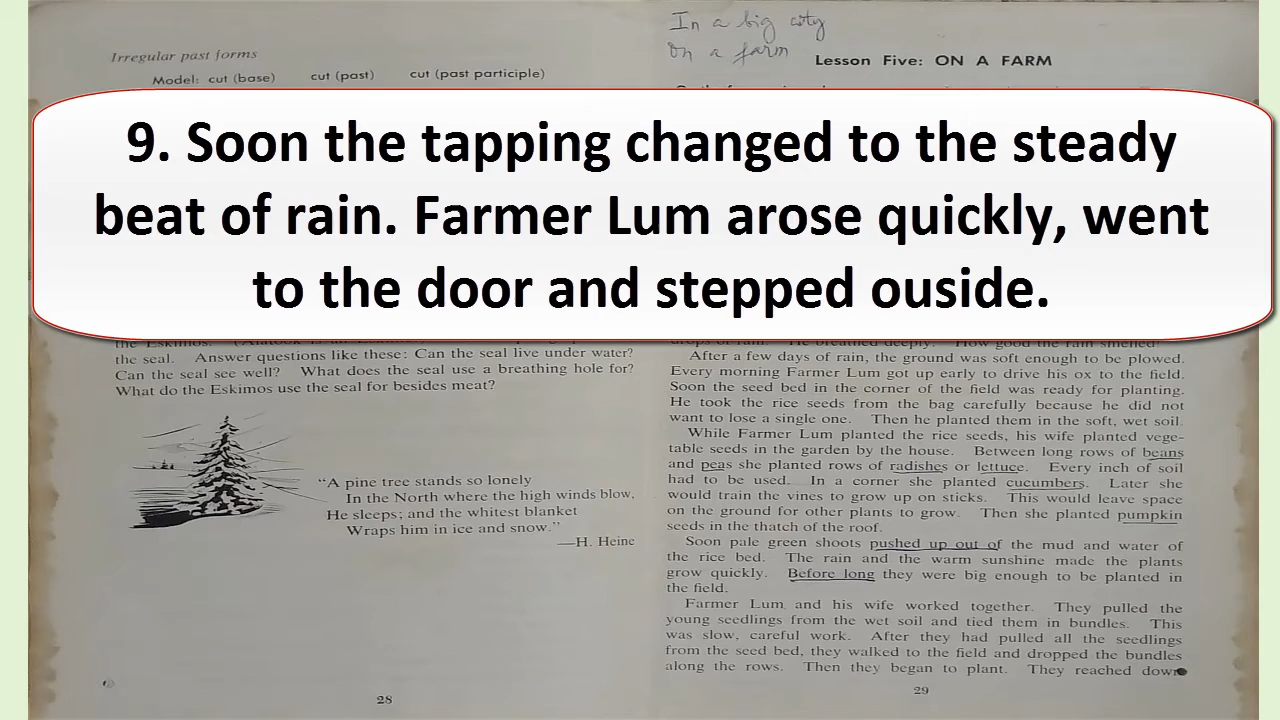 In a big city
On a farm
Irregular past forms
Model: cut (base) cut (past) cut (past participle)
Lesson Five: ON A FARM
9. Soon the tapping changed to the steady
beat of rain. Farmer Lum arose quickly, went
to the door and stepped ouside.
the seal. Answer questions like these: Can the seal live under water?
Can the seal see well? What does the seal use a breathing hole for?
What do the Eskimos use the seal for besides meat?
"A pine tree stands so lonely
In the North where the high winds blow,
He sleeps; and the whitest blanket
Wraps him in ice and snow."
—H. Heine
28
drops of rain. He breathed deeply. How good the rain smelled!
After a few days of rain, the ground was soft enough to be plowed.
Every morning Farmer Lum got up early to drive his ox to the field.
Soon the seed bed in the corner of the field was ready for planting.
He took the rice seeds from the bag carefully because he did not
want to lose a single one. Then he planted them in the soft, wet soil.
While Farmer Lum planted the rice seeds, his wife planted vege-
table seeds in the garden by the house. Between long rows of beans
and peas she planted rows of radishes or lettuce. Every inch of soil
had to be used. In a corner she planted cucumbers. Later she
would train the vines to grow up on sticks. This would leave space
on the ground for other plants to grow. Then she planted pumpkin
seeds in the thatch of the roof.
Soon pale green shoots pushed up out of the mud and water of
the rice bed. The rain and the warm sunshine made the plants
grow quickly. Before long they were big enough to be planted in
the field.
Farmer Lum and his wife worked together. They pulled the
young seedlings from the wet soil and tied them in bundles. This
was slow, careful work. After they had pulled all the seedlings
from the seed bed, they walked to the field and dropped the bundles
along the rows. Then they began to plant. They reached down
29